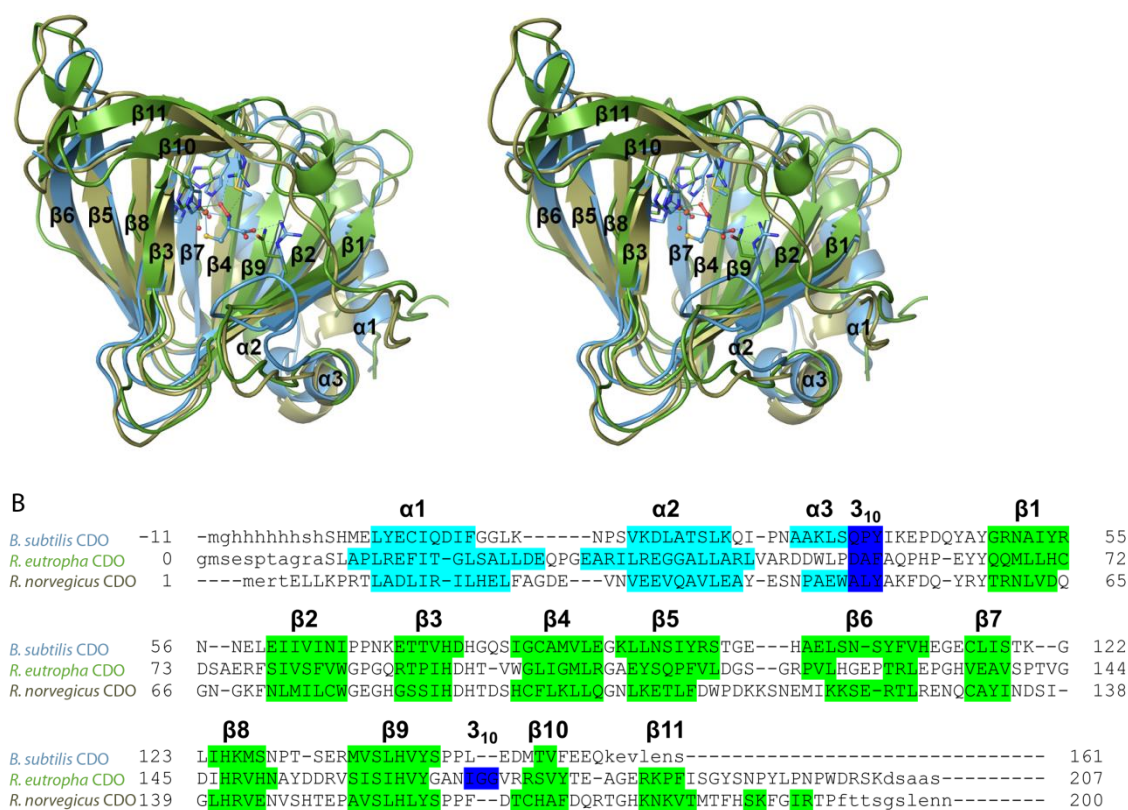 β11 β11
β10 β10
β6 β5 β8 β3 β7 β4 β9 β2 β1 β6 β5 β8 β3 β7 β4 β9 β2 β1
α2 α1 α2 α1
α3 α3
B
α1 α2 α3 3₁₀ β1
B. subtilis CDO -11 --mghhhhhhshSHMELYECIQDIFGGLK-----NPSVKDLATSLKQI-PNAAKLSQPYIKEPDQYAYGRNAIYR 55
R. eutropha CDO 0 gmsesptagraSLAPLREFIT-GLSALLDEQPGEARTLREGGALLARLVARDDWLPDAFAQPHP-EYYQQMLLHC 72
R. norvegicus CDO 1 ----mertELLKPRTLADLIR-ILHELFAGDE--VNVEEVQAVLEAY-ESNPAEWALYAKFDQ-YRYTRNLVDQ 65
β2 β3 β4 β5 β6 β7
B. subtilis CDO 56 N--NELEIIVININPPNKETTVHDHGQSIGCAMVLEGKLLNSIYRSTGE---HAELSN-SYFVHEGECLISTK--G 122
R. eutropha CDO 73 DSAERFSIVSFVWGPGQRTPIHDHT-VWGLIGMLRGAEYSQPFVLDGS--GRPVLHGEPTRLEPGHVEAVSPTVG 144
R. norvegicus CDO 66 GN-GKFNLMILCWGEGHGSSIHDHTDSHCFLKLLQGNLKETLFDWPDKKSNEMIKKSE-RTLRENQCAYINDSI- 138
β8 β9 3₁₀ β10 β11
B. subtilis CDO 123 LIHKMSNPT-SERMVSLHVYSPPL--EDMTVFEEQkevlens--------------- 161
R. eutropha CDO 145 DIHRVHNAYDDRVSISIHVYGANIGGVRRSVYTE-AGERKPFISGYSNPYLPNPWDRSKdsaas--------- 207
R. norvegicus CDO 139 GLHRVENVSHTEPAVSLHLYSPPF--DTCHAFDQRTGHKNKVTMTFHSKFGIRTPfttsgslenn---- 200